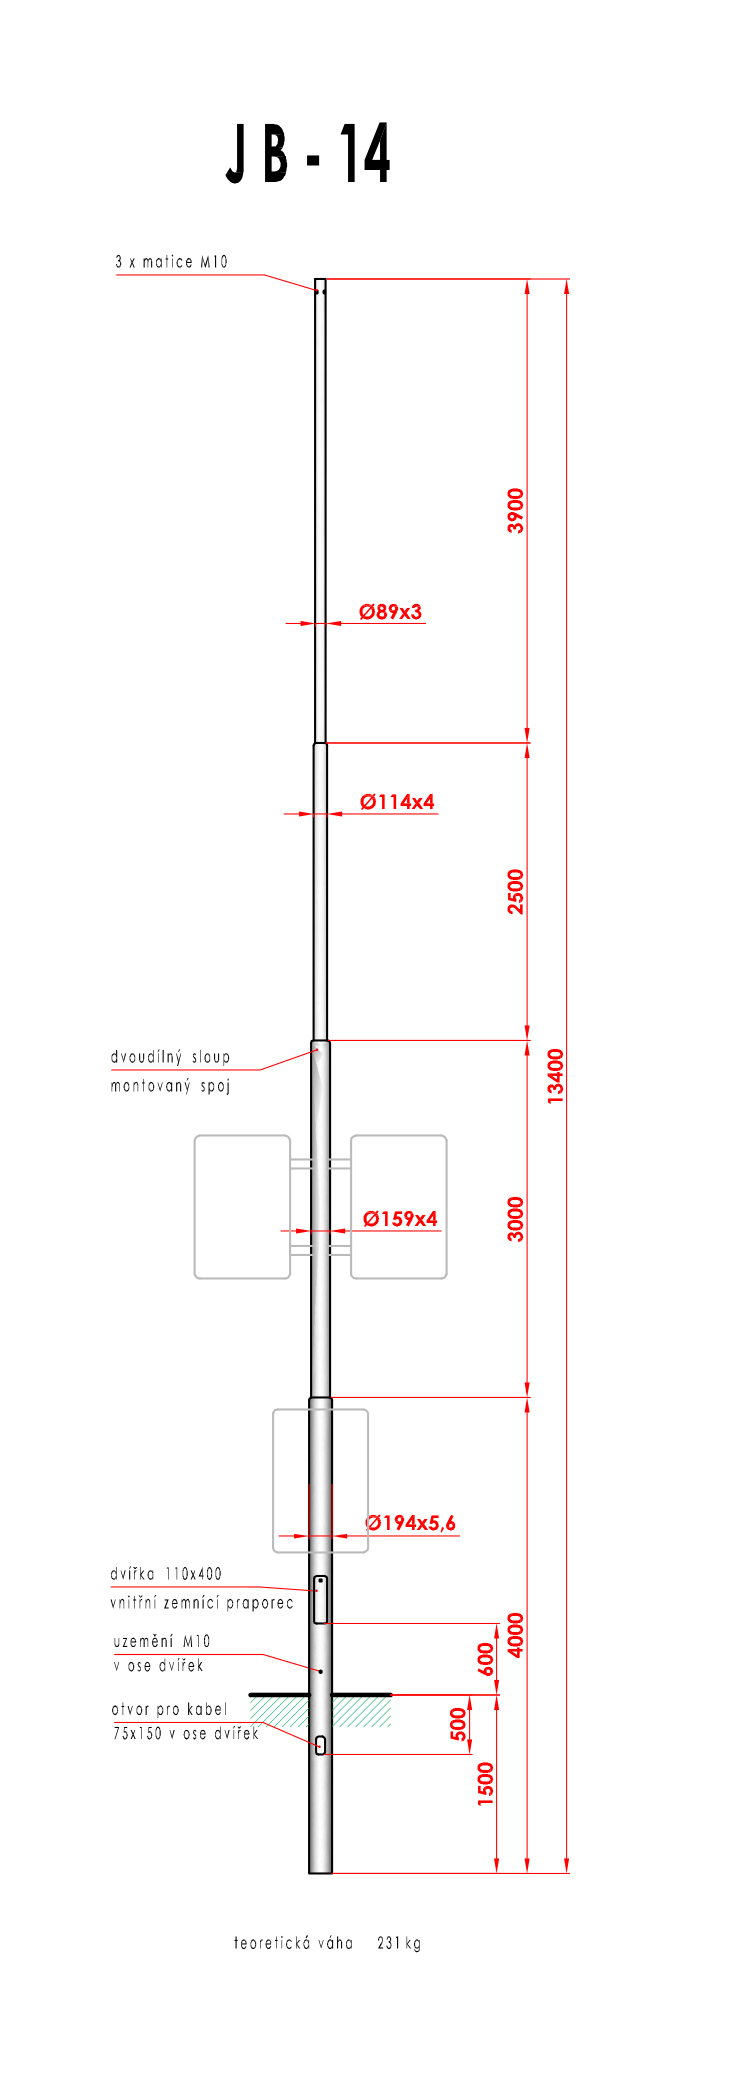 JB - 14
3 x matice M10
3900
Ø89x3
Ø114x4
2500
dvoudílný sloup
montovaný spoj
13400
3000
Ø159x4
Ø194x5,6
dvířka 110x400
vnitřní zemnící praporec
4000
uzemění M10
v ose dvířek
600
otvor pro kabel
75x150 v ose dvířek
500
1500
teoretická váha 231kg